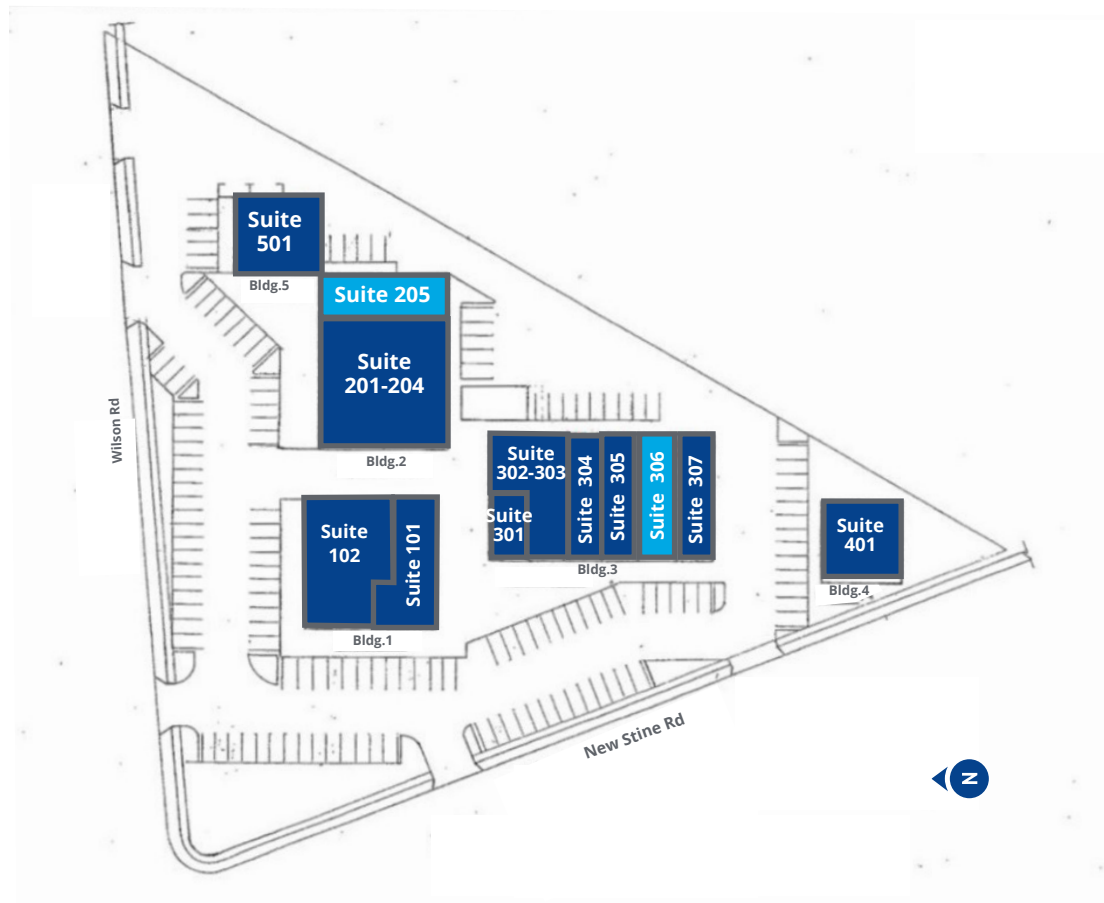 Suite
501
Bldg.5
Suite 205
Suite
201-204
Bldg.2
Wilson Rd
Suite
302-303
Suite
301
Suite 304
Suite 305
Suite 306
Suite 307
Bldg.3
Suite
102
Suite 101
Bldg.1
Suite
401
Bldg.4
New Stine Rd
N